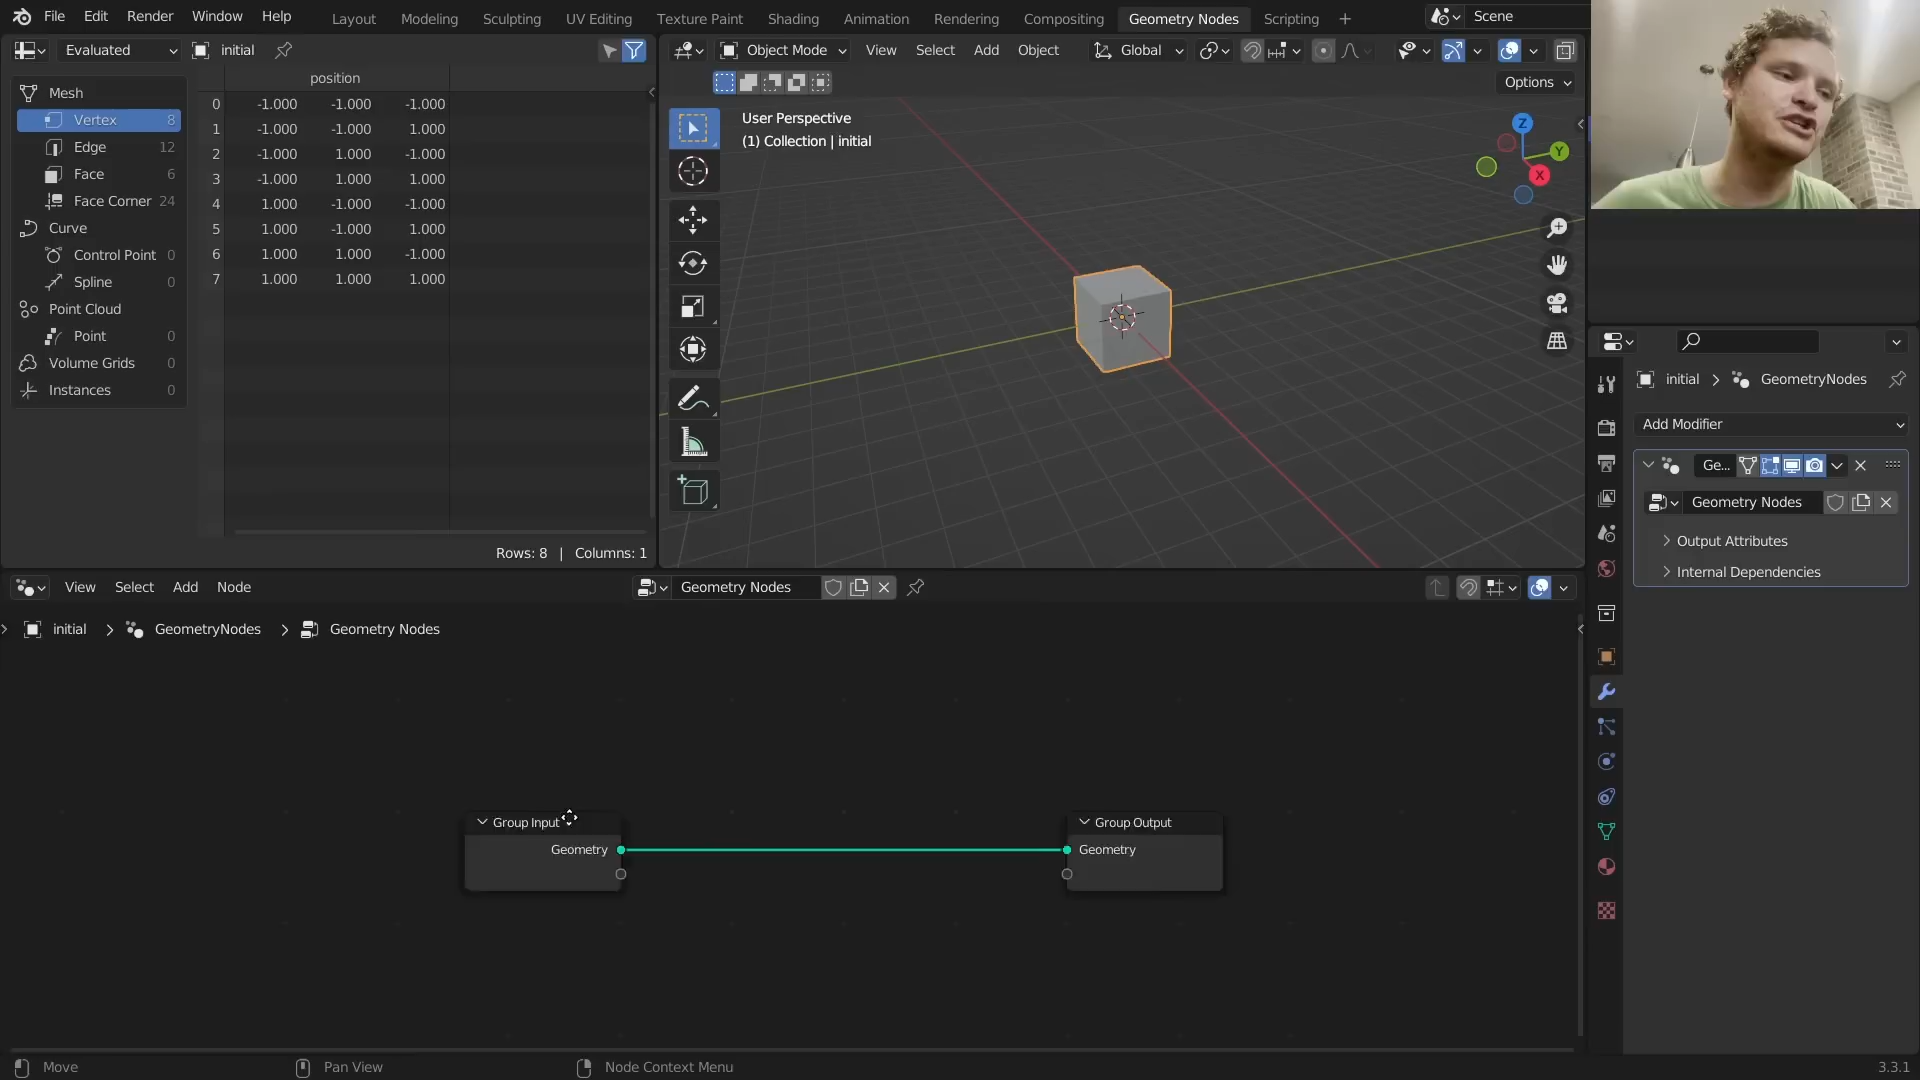 File Edit Render Window Help
Layout Modeling Sculpting UV Editing Texture Paint Shading Animation Rendering Compositing Geometry Nodes Scripting +
Scene
Evaluated
initial
Object Mode View Select Add Object
Global
Options
position
Mesh
Vertex 8
Edge 12
Face 6
Face Corner 24
Curve
Control Point 0
Spline 0
Point Cloud
Point 0
Volume Grids 0
Instances 0
0 -1.000 -1.000 -1.000
1 -1.000 -1.000 1.000
2 -1.000 1.000 -1.000
3 -1.000 1.000 1.000
4 1.000 -1.000 -1.000
5 1.000 -1.000 1.000
6 1.000 1.000 -1.000
7 1.000 1.000 1.000
Rows: 8 | Columns: 1
User Perspective
(1) Collection | initial
Z
Y
X
initial > GeometryNodes
Add Modifier
Ge...
Geometry Nodes
Output Attributes
Internal Dependencies
View Select Add Node
Geometry Nodes
initial > GeometryNodes > Geometry Nodes
Group Input
Geometry
Group Output
Geometry
Move
Pan View
Node Context Menu
3.3.1